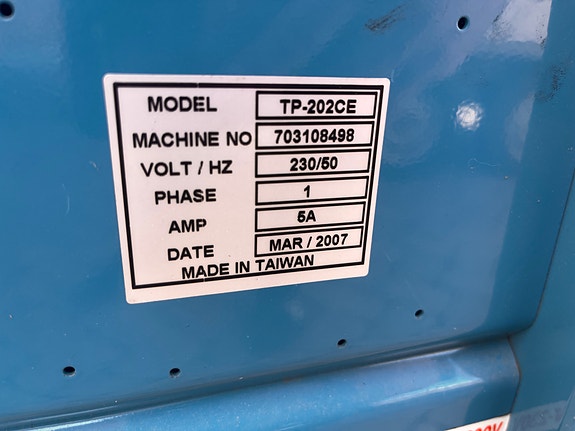 MODEL TP-202CE
MACHINE NO 703108498
VOLT / HZ 230/50
PHASE 1
AMP 5A
DATE MAR / 2007
MADE IN TAIWAN